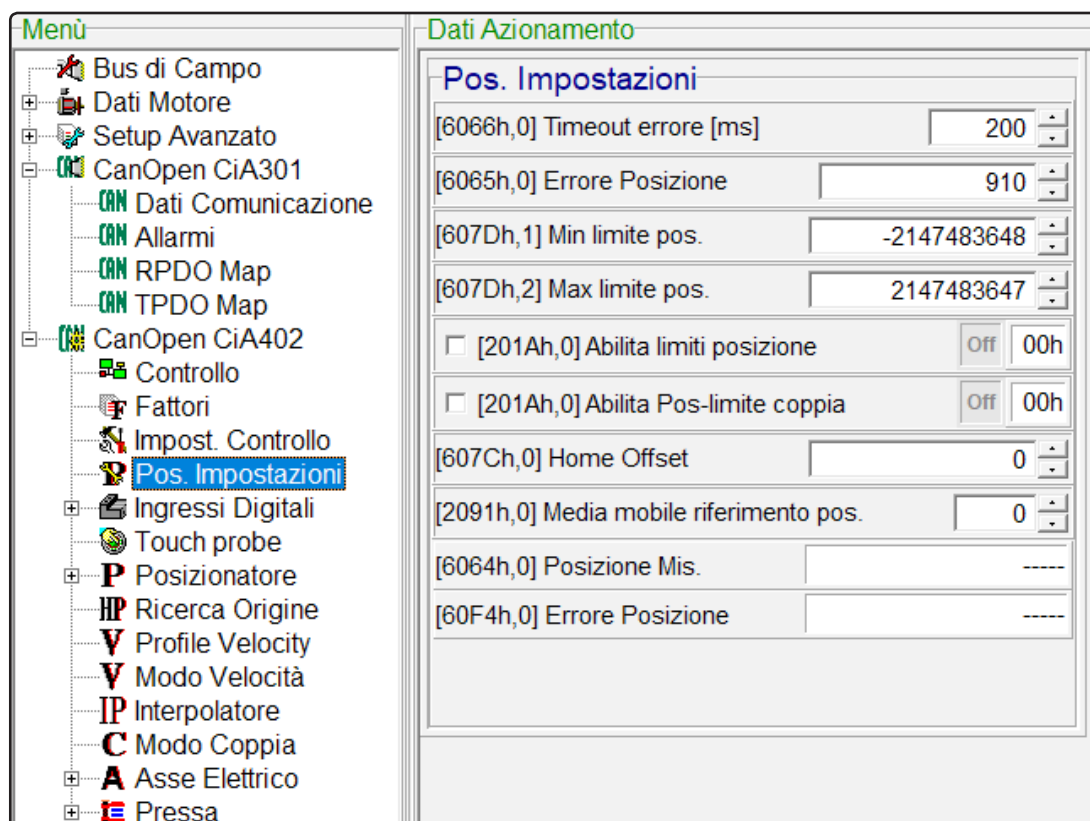 Menù
Bus di Campo
Dati Motore
Setup Avanzato
CanOpen CiA301
Dati Comunicazione
Allarmi
RPDO Map
TPDO Map
CanOpen CiA402
Controllo
Fattori
Impost. Controllo
Pos. Impostazioni
Ingressi Digitali
Touch probe
Posizionatore
Ricerca Origine
Profile Velocity
Modo Velocità
Interpolatore
Modo Coppia
Asse Elettrico
Pressa
Dati Azionamento
Pos. Impostazioni
[6066h,0] Timeout errore [ms] 200
[6065h,0] Errore Posizione 910
[607Dh,1] Min limite pos. -2147483648
[607Dh,2] Max limite pos. 2147483647
[201Ah,0] Abilita limiti posizione Off 00h
[201Ah,0] Abilita Pos-limite coppia Off 00h
[607Ch,0] Home Offset 0
[2091h,0] Media mobile riferimento pos. 0
[6064h,0] Posizione Mis. -----
[60F4h,0] Errore Posizione -----